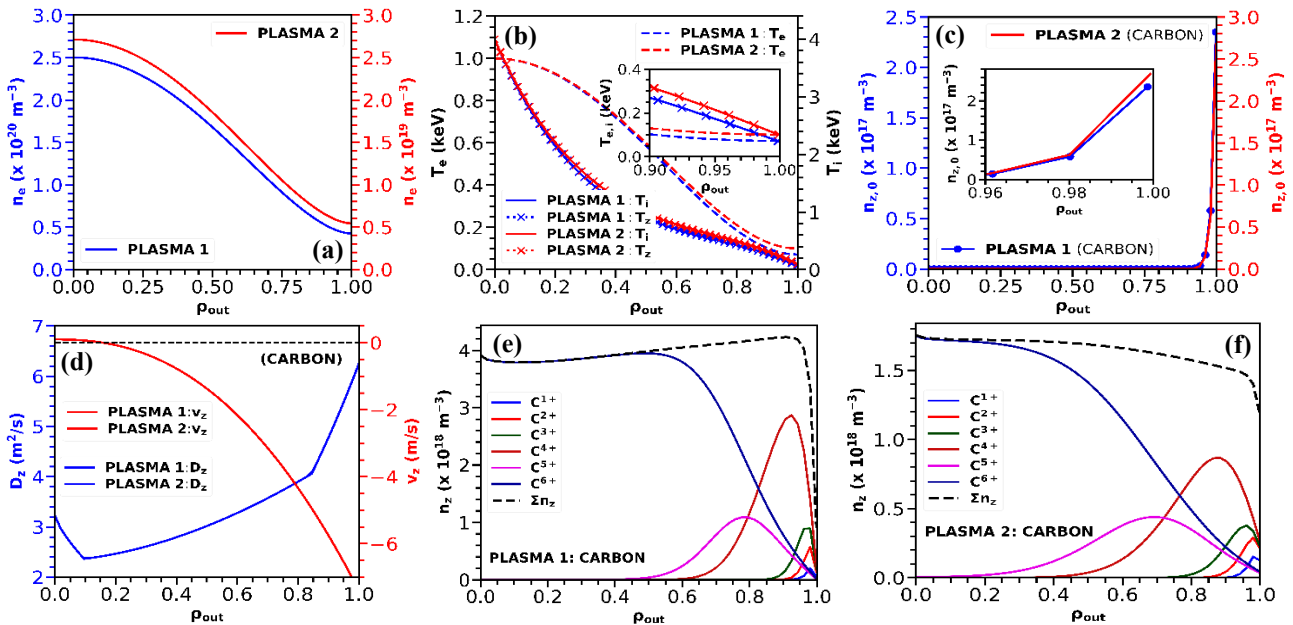 (a)
PLASMA 2
PLASMA 1
n_e (x 10^20 m^−3)
0.0 0.5 1.0 1.5 2.0 2.5 3.0
n_e (x 10^19 m^−3)
0.0 0.5 1.0 1.5 2.0 2.5 3.0
0.00 0.25 0.50 0.75 1.00
ρ_out
(b)
PLASMA 1: T_e
PLASMA 2: T_e
T_e (keV)
0.0 0.2 0.4 0.6 0.8 1.0 1.2
T_i (keV)
0 1 2 3 4
T_e,i (keV)
0.0 0.2 0.4
0.90 0.95 1.00
ρ_out
PLASMA 1: T_i
PLASMA 1: T_z
PLASMA 2: T_i
PLASMA 2: T_z
0.0 0.2 0.4 0.6 0.8 1.0
ρ_out
(c)
PLASMA 2 (CARBON)
n_z,0 (x 10^17 m^−3)
0.0 0.5 1.0 1.5 2.0 2.5
n_z,0 (x 10^17 m^−3)
0.0 0.5 1.0 1.5 2.0 2.5 3.0
n_z,0 (x 10^17 m^−3)
0 1 2
0.96 0.98 1.00
ρ_out
PLASMA 1 (CARBON)
0.00 0.25 0.50 0.75 1.00
ρ_out
(d)
(CARBON)
PLASMA 1:v_z
PLASMA 2:v_z
PLASMA 1:D_z
PLASMA 2:D_z
D_z (m^2/s)
2 3 4 5 6 7
v_z (m/s)
0 −2 −4 −6
0.0 0.2 0.4 0.6 0.8 1.0
ρ_out
(e)
C^1+
C^2+
C^3+
C^4+
C^5+
C^6+
Σn_z
PLASMA 1: CARBON
n_z (x 10^18 m^−3)
0 1 2 3 4
0.0 0.2 0.4 0.6 0.8 1.0
ρ_out
(f)
C^1+
C^2+
C^3+
C^4+
C^5+
C^6+
Σn_z
PLASMA 2: CARBON
n_z (x 10^18 m^−3)
0.0 0.5 1.0 1.5
0.0 0.2 0.4 0.6 0.8 1.0
ρ_out